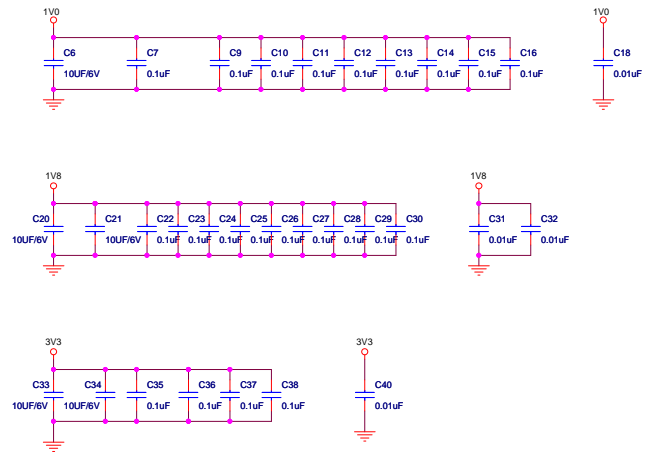 1V0 1V0
C6 C7 C9 C10 C11 C12 C13 C14 C15 C16 C18
10UF/6V 0.1uF 0.1uF 0.1uF 0.1uF 0.1uF 0.1uF 0.1uF 0.1uF 0.1uF 0.01uF
1V8 1V8
C20 C21 C22 C23 C24 C25 C26 C27 C28 C29 C30 C31 C32
10UF/6V 10UF/6V 0.1uF 0.1uF 0.1uF 0.1uF 0.1uF 0.1uF 0.1uF 0.1uF 0.1uF 0.01uF 0.01uF
3V3 3V3
C33 C34 C35 C36 C37 C38 C40
10UF/6V 10UF/6V 0.1uF 0.1uF 0.1uF 0.1uF 0.01uF